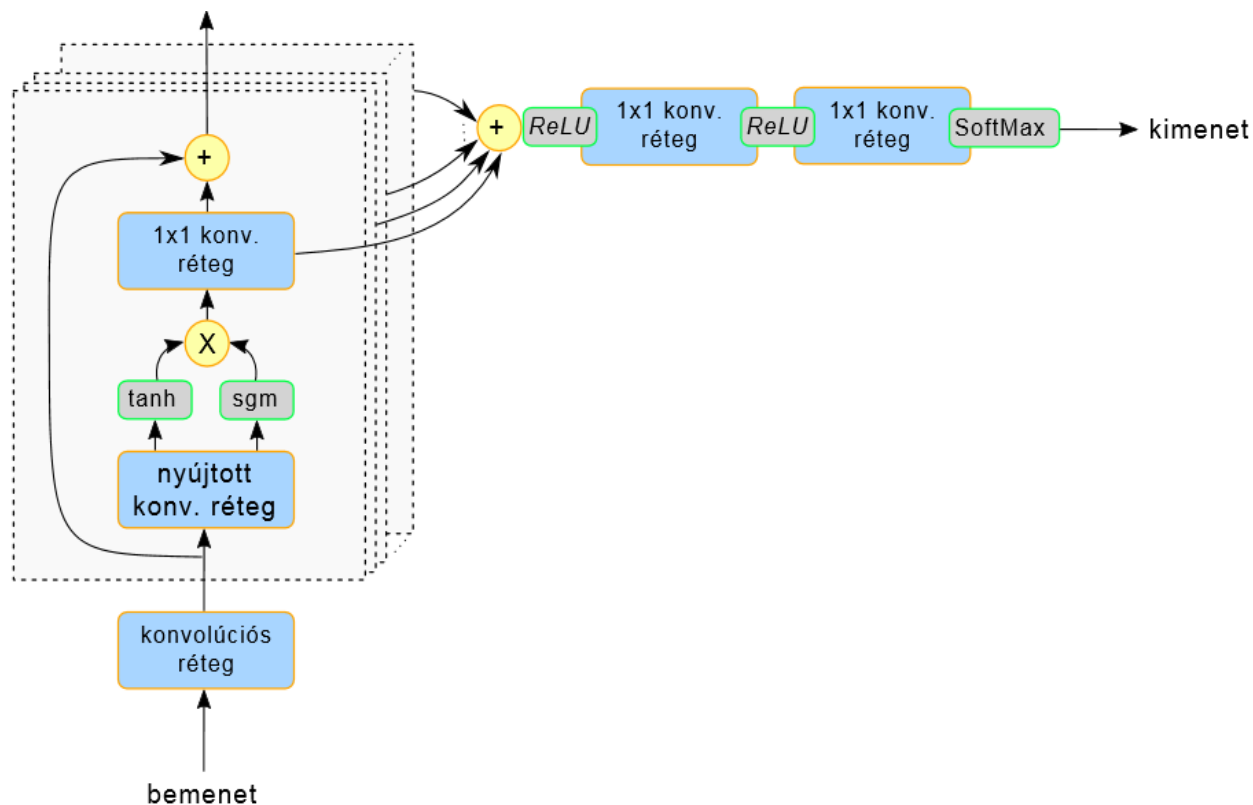 +
1x1 konv.
réteg
X
tanh
sgm
nyújtott
konv. réteg
konvolúciós
réteg
bemenet
+
ReLU
1x1 konv.
réteg
ReLU
1x1 konv.
réteg
SoftMax
kimenet